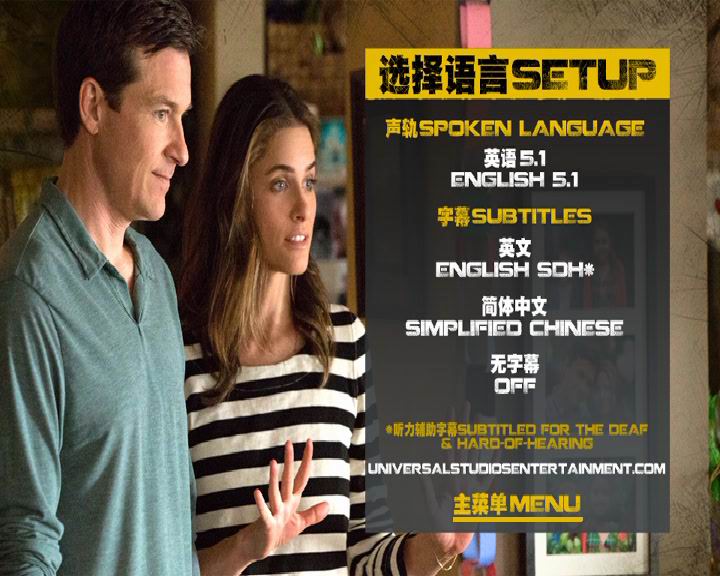 选择语言SETUP
声轨SPOKEN LANGUAGE
英语5.1
ENGLISH 5.1
字幕SUBTITLES
英文
ENGLISH SDH*
简体中文
SIMPLIFIED CHINESE
无字幕
OFF
*听力辅助字幕SUBTITLED FOR THE DEAF
& HARD-OF-HEARING
UNIVERSALSTUDIOSENTERTAINMENT.COM
主菜单MENU